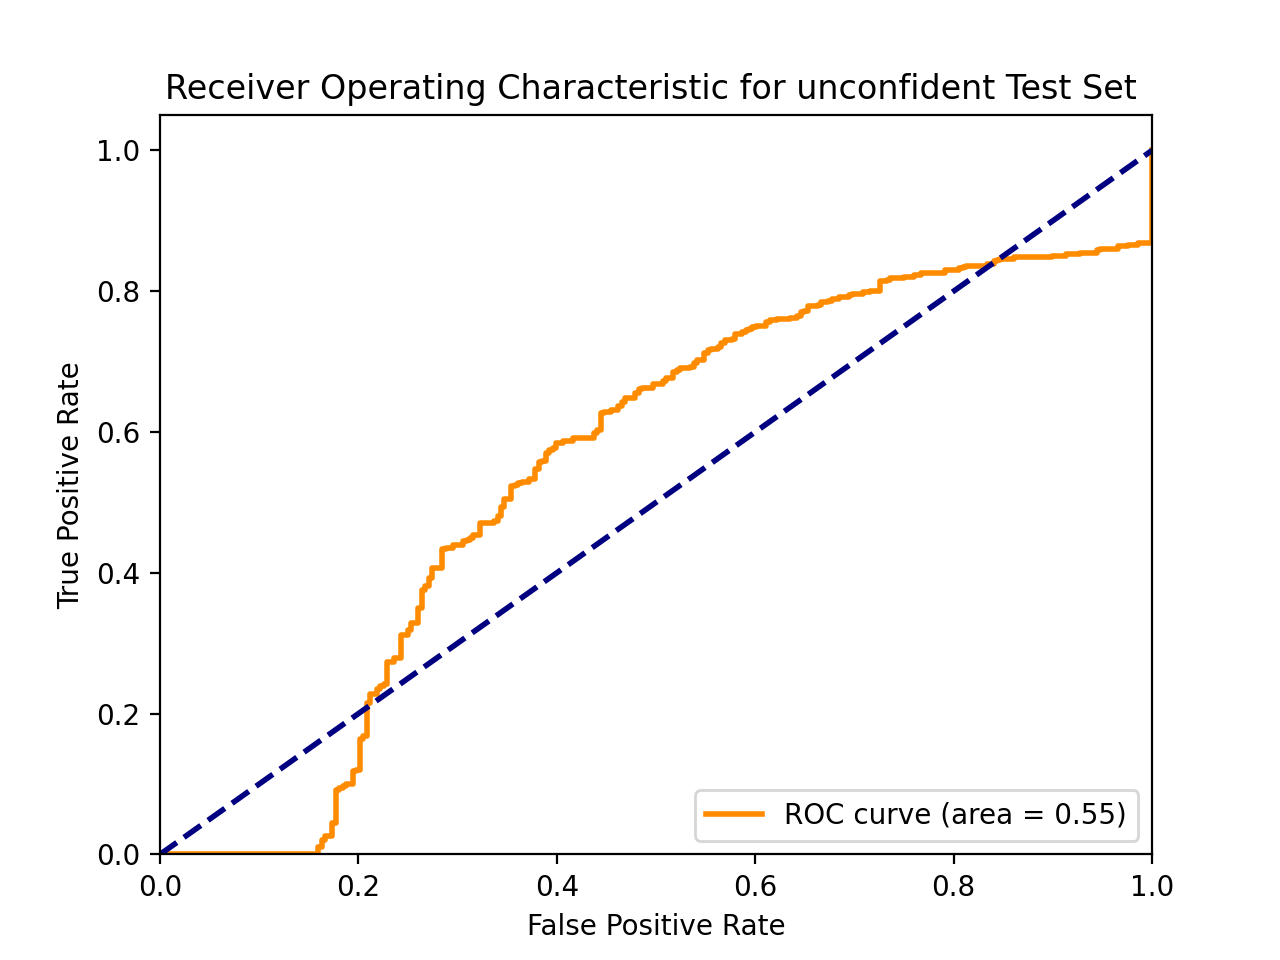 Receiver Operating Characteristic for unconfident Test Set
1.0
0.8
0.6
0.4
0.2
0.0
True Positive Rate
ROC curve (area = 0.55)
0.0 0.2 0.4 0.6 0.8 1.0
False Positive Rate